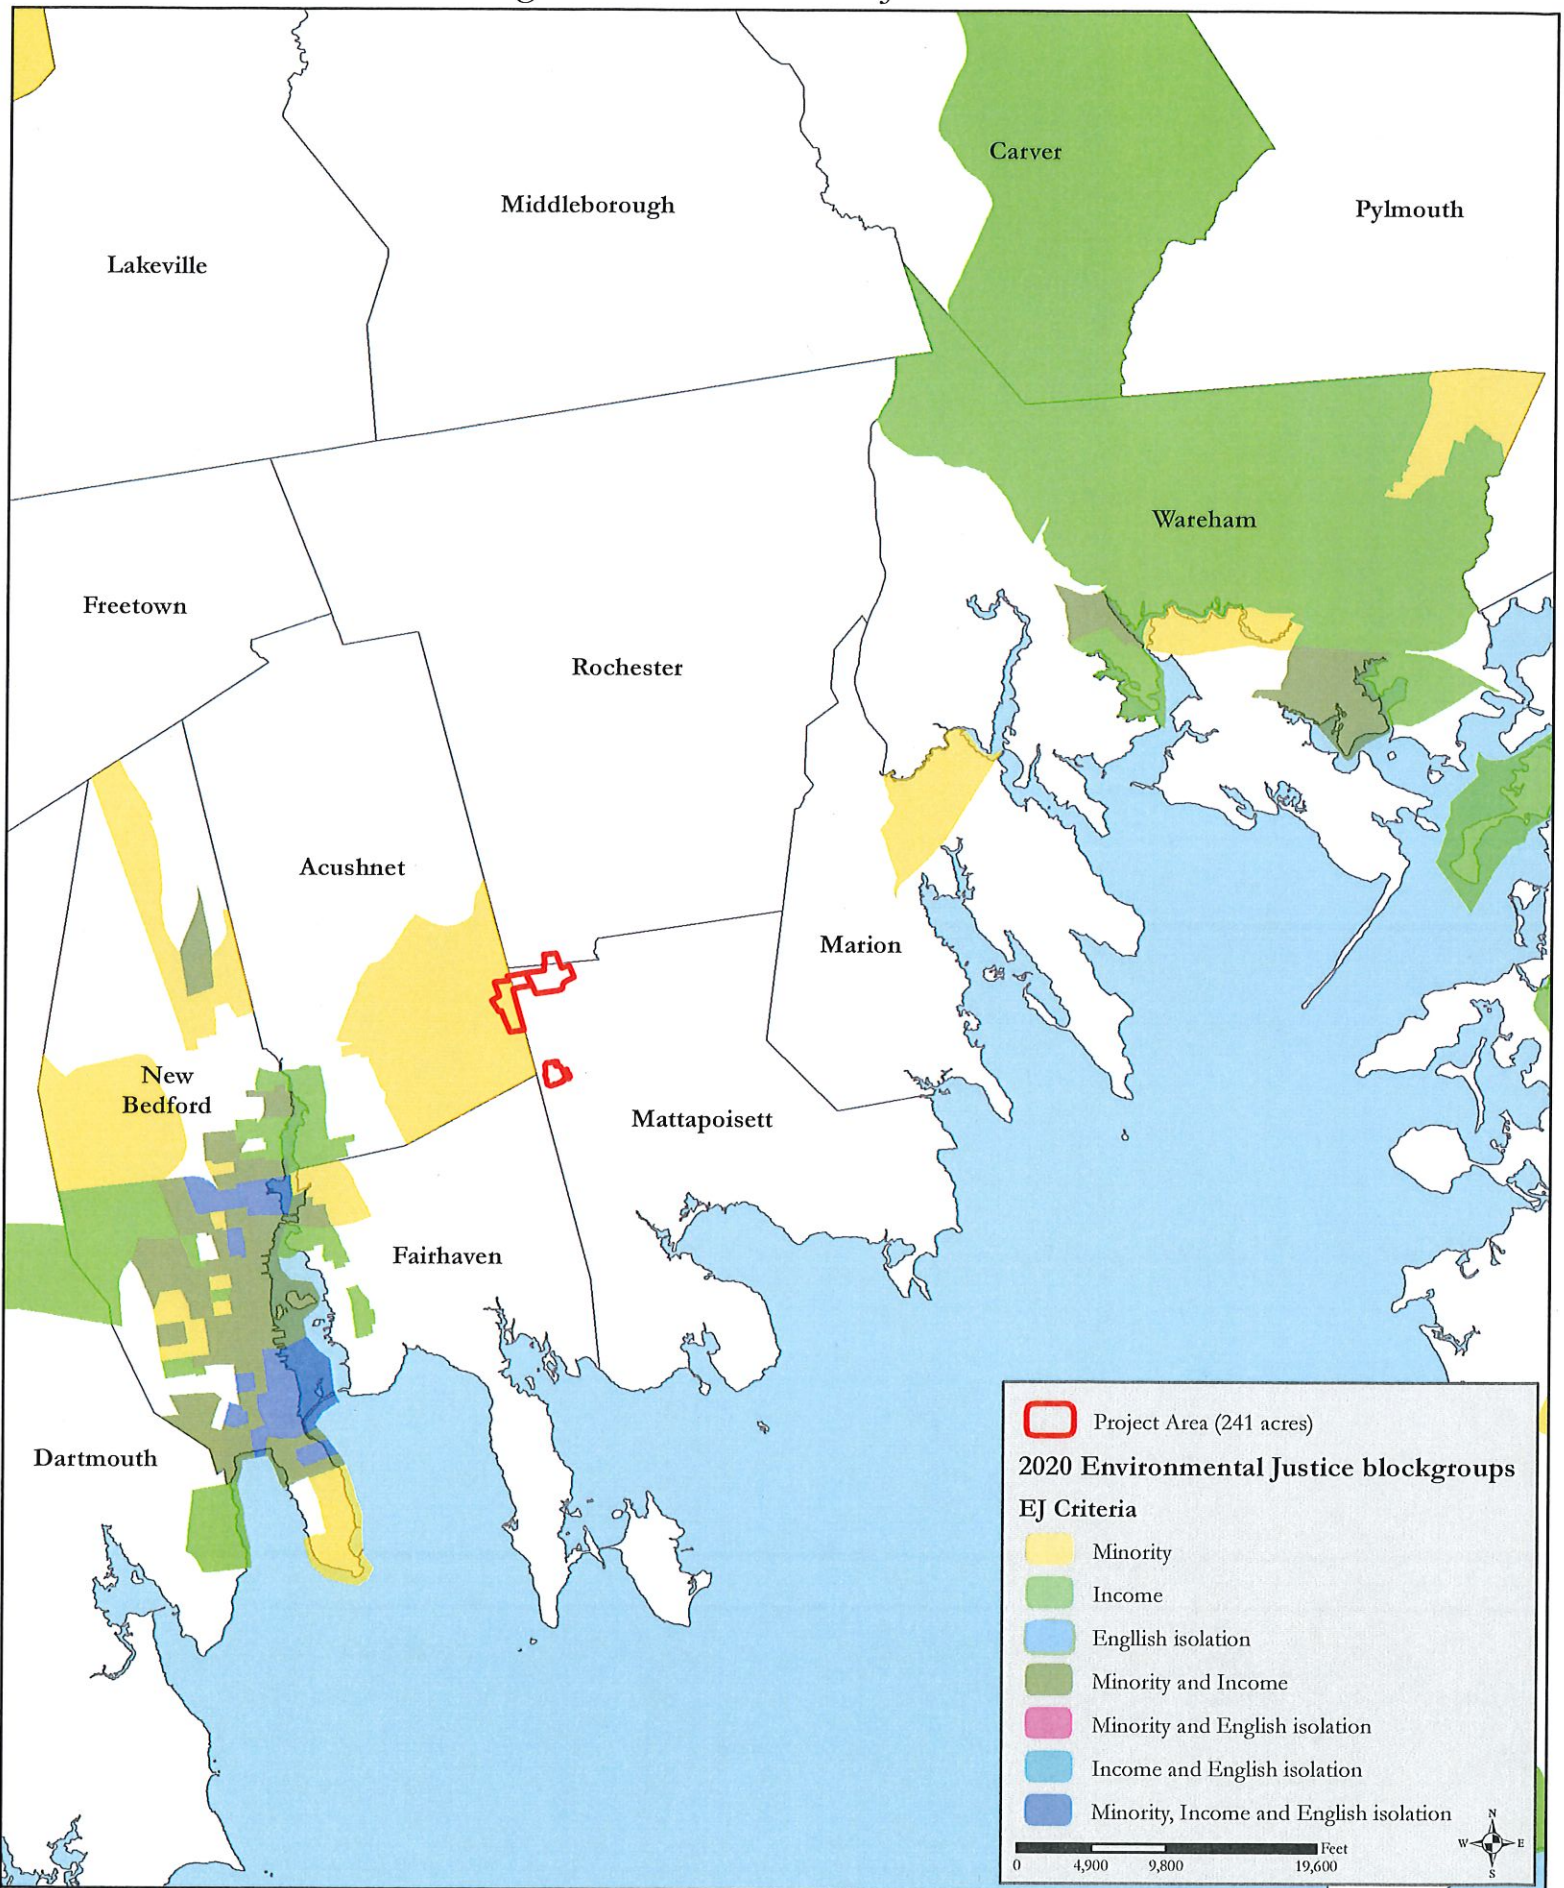 Carver
Middleborough
Pylmouth
Lakeville
Wareham
Freetown
Rochester
Acushnet
Marion
New
Bedford
Mattapoisett
Fairhaven
Dartmouth
Project Area (241 acres)
2020 Environmental Justice blockgroups
EJ Criteria
Minority
Income
Engllish isolation
Minority and Income
Minority and English isolation
Income and English isolation
Minority, Income and English isolation
N
W E
S
Feet
0 4,900 9,800 19,600